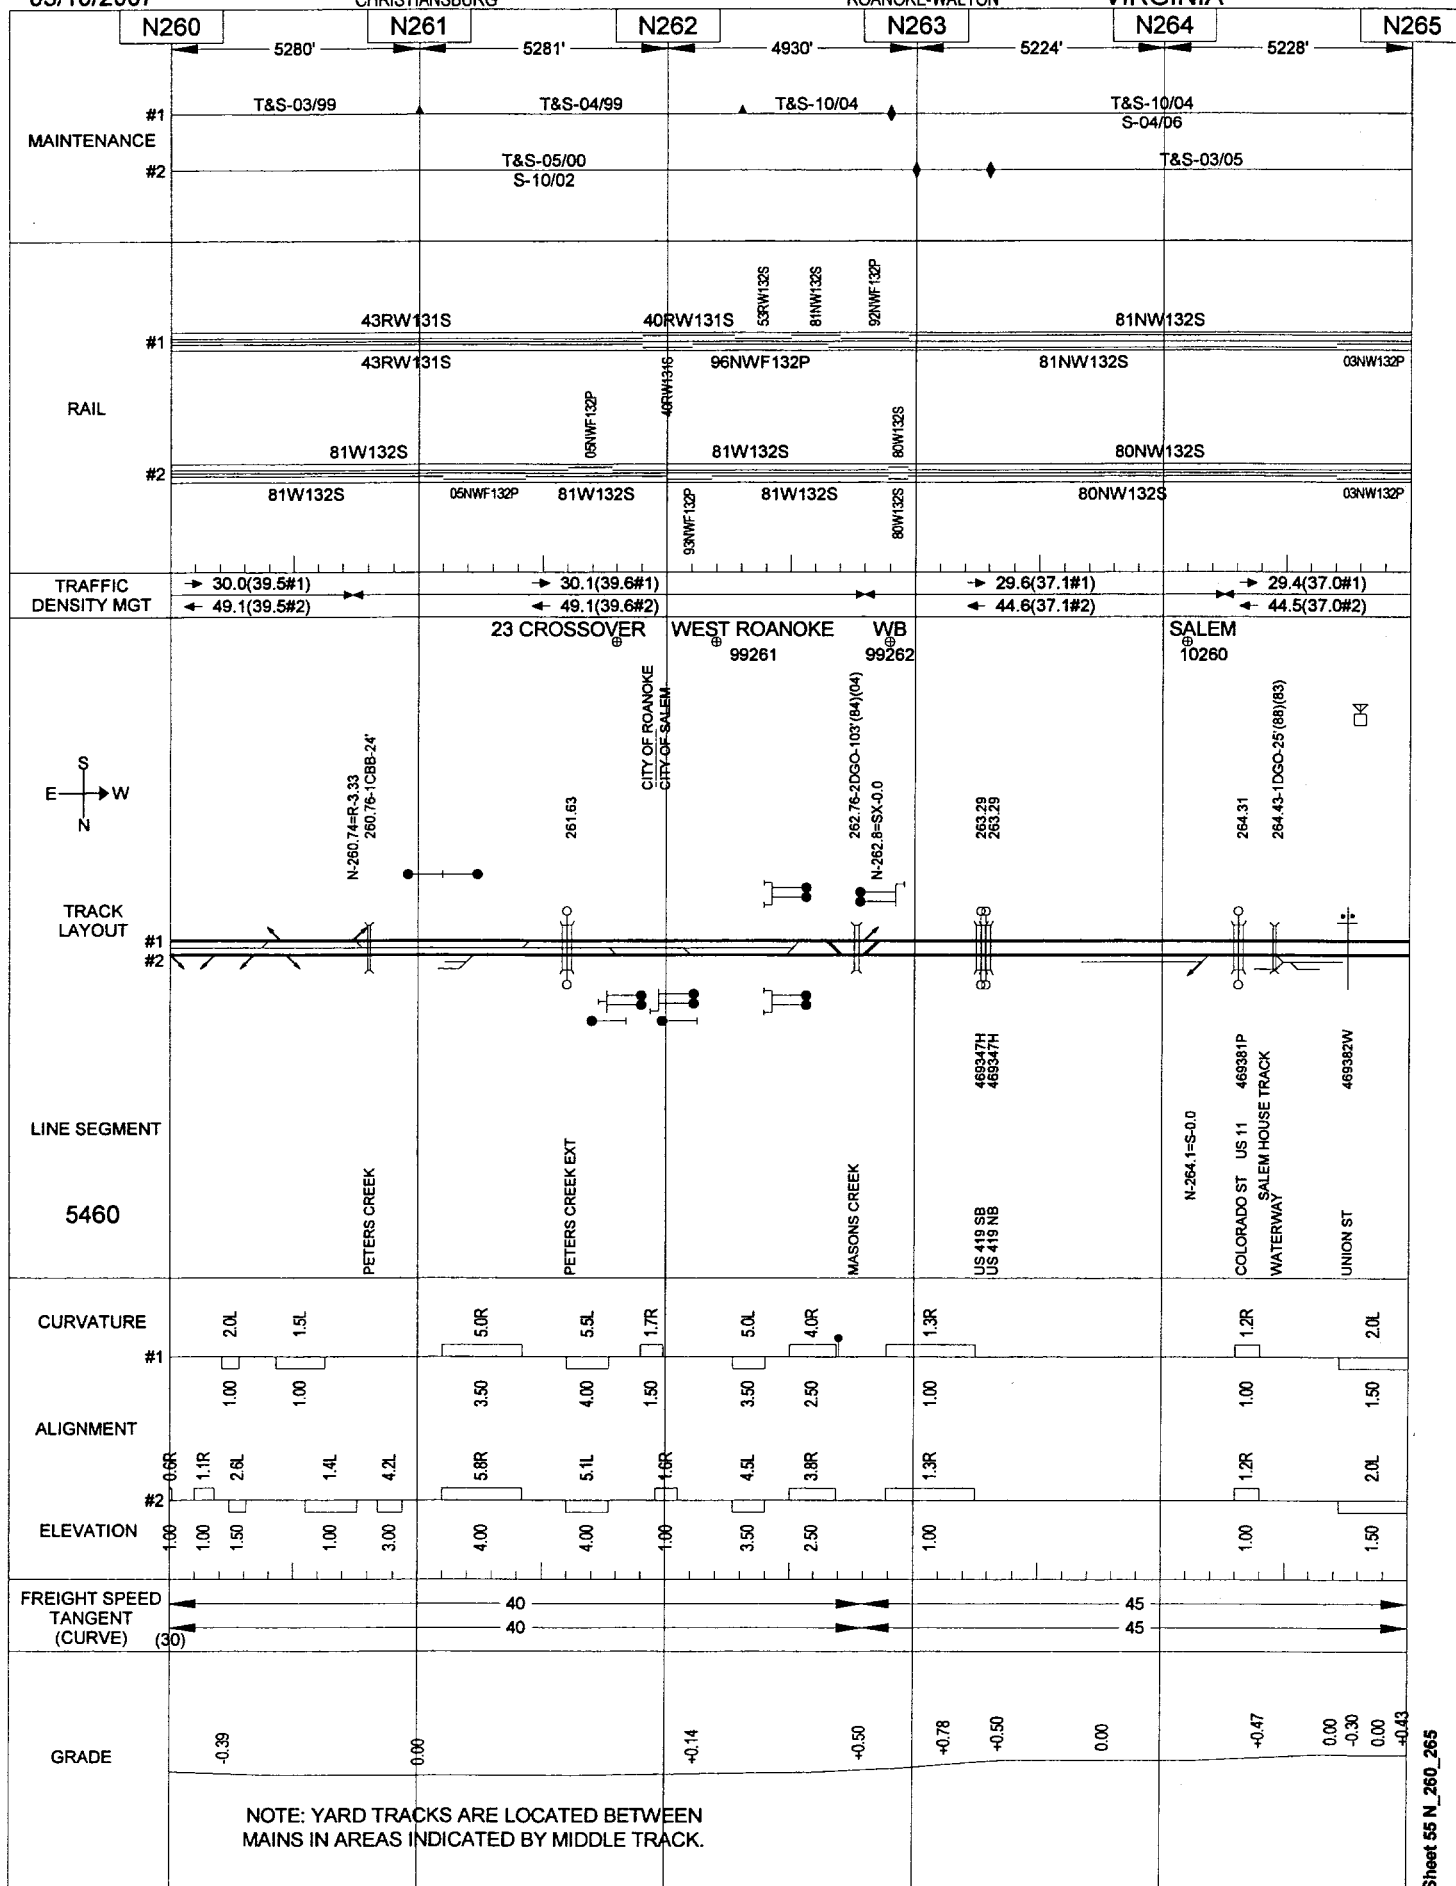 CHRISTIANSBURG ROANOKE-WALTON VIRGINIA
N260 N261 N262 N263 N264 N265
5280' 5281' 4930' 5224' 5228'
MAINTENANCE
#1 T&S-03/99 T&S-04/99 T&S-10/04 T&S-10/04
S-04/06
#2 T&S-05/00 T&S-03/05
S-10/02
RAIL
53RW132S 81NW132S 92NWF132P
43RW131S 40RW131S 81NW132S
#1
43RW131S 96NWF132P 81NW132S 03NW132P
05NWF132P 40RW131S 80W132S
81W132S 81W132S 80NW132S
#2
81W132S 05NWF132P 81W132S 81W132S 80NW132S 03NW132P
93NWF132P 80W132S
TRAFFIC
DENSITY MGT
30.0(39.5#1) 30.1(39.6#1) 29.6(37.1#1) 29.4(37.0#1)
49.1(39.5#2) 49.1(39.6#2) 44.6(37.1#2) 44.5(37.0#2)
23 CROSSOVER WEST ROANOKE WB SALEM
99261 99262 10260
CITY OF ROANOKE
CITY OF SALEM
S
E W
N
N-260.74=R-3.33
260.76-1CBB-24'
261.63
262.76-2DGO-103'(84)(04)
N-262.8=SX-0.0
263.29
263.29
264.31
264.43-1DGO-25'(88)(83)
TRACK
LAYOUT
#1
#2
469347H
469347H
469381P
469382W
LINE SEGMENT
5460
PETERS CREEK
PETERS CREEK EXT
MASONS CREEK
US 419 SB
US 419 NB
N-264.1=S-0.0
COLORADO ST US 11
SALEM HOUSE TRACK
WATERWAY
UNION ST
CURVATURE
2.0L 1.5L 5.0R 5.5L 1.7R 5.0L 4.0R 1.3R 1.2R 2.0L
#1
1.00 1.00 3.50 4.00 1.50 3.50 2.50 1.00 1.00 1.50
ALIGNMENT
0.6R 1.1R 2.6L 1.4L 4.2L 5.8R 5.1L 1.6R 4.5L 3.8R 1.3R 1.2R 2.0L
#2
ELEVATION
1.00 1.00 1.50 1.00 3.00 4.00 4.00 1.00 3.50 2.50 1.00 1.00 1.50
FREIGHT SPEED
TANGENT
(CURVE) (30)
40 45
40 45
GRADE
-0.39 0.00 +0.14 +0.50 +0.78 +0.50 0.00 +0.47 0.00 -0.30 0.00 +0.43
NOTE: YARD TRACKS ARE LOCATED BETWEEN
MAINS IN AREAS INDICATED BY MIDDLE TRACK.
Sheet 55 N_260_265